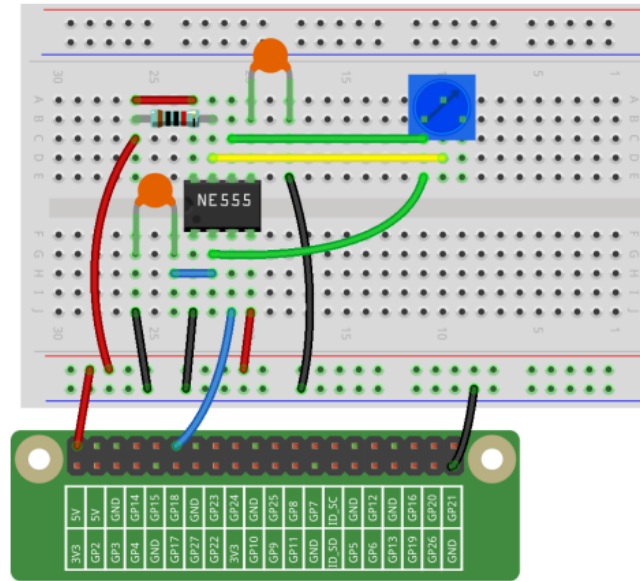 30 25 15 5 1
A A
B B
C C
D D
E E
NE555
F F
G G
H H
I I
J J
30 25 15 10 5 1
5V 5V GND GP14 GP15 GP18 GND GP23 GP24 GND GP25 GP8 GP7 ID_SC GND GP12 GND GP16 GP20 GP21
3V3 GP2 GP3 GP4 GND GP17 GP27 GP22 3V3 GP10 GP9 GP11 GND ID_SD GP5 GP6 GP13 GP19 GP26 GND